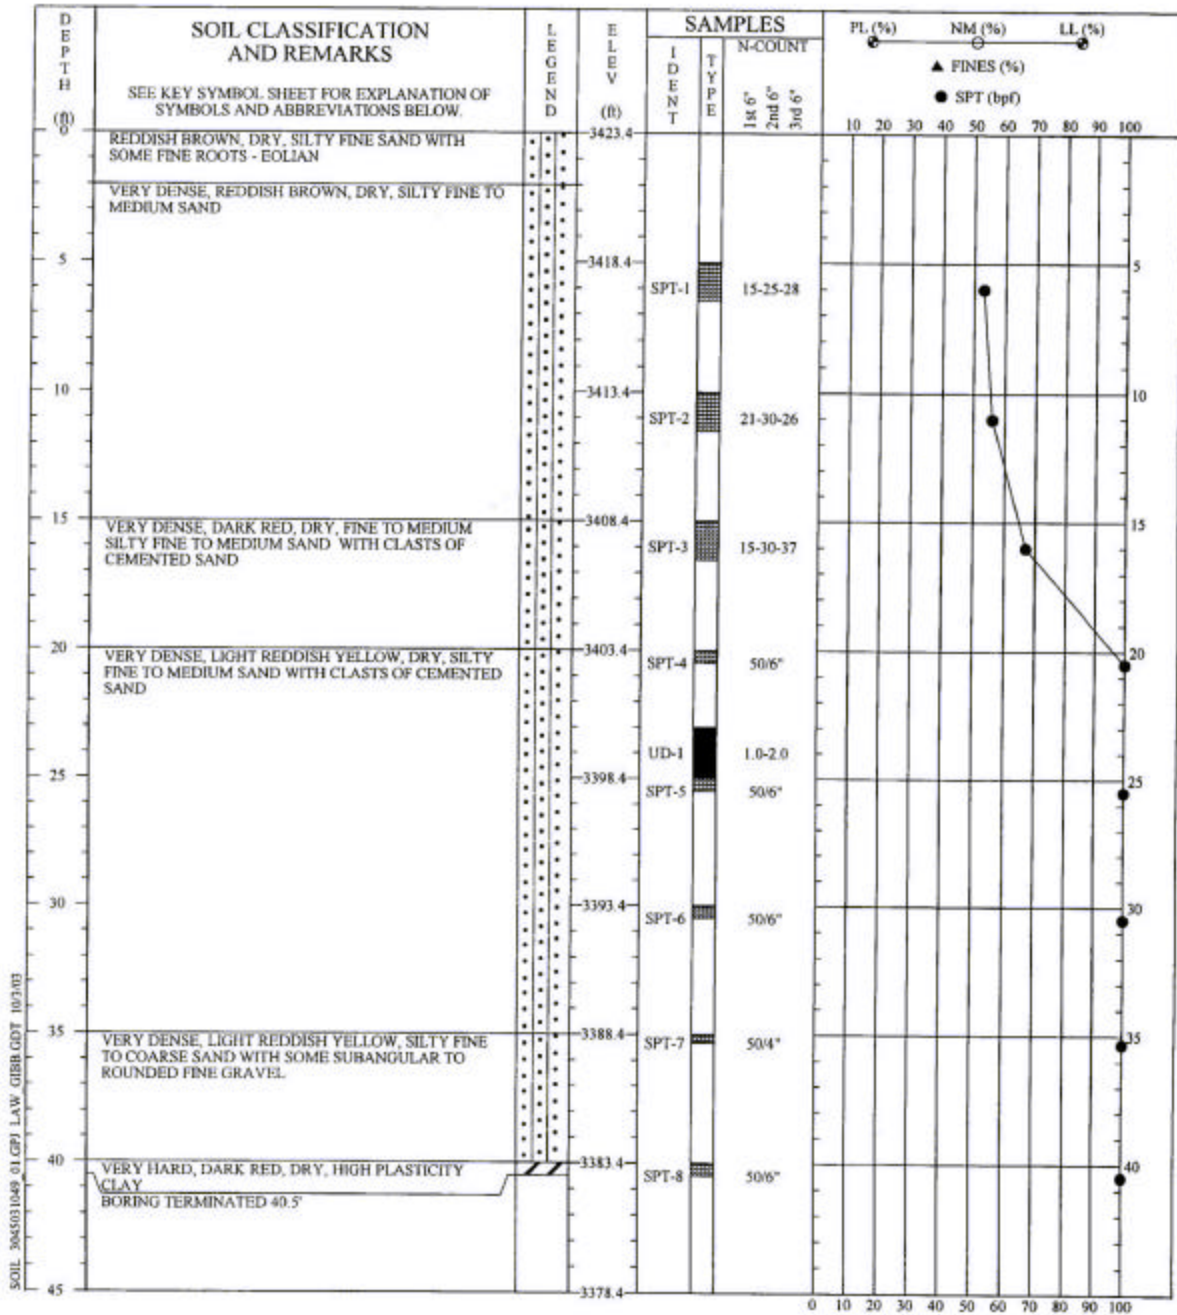 DEPTH
(ft)
SOIL CLASSIFICATION
AND REMARKS
SEE KEY SYMBOL SHEET FOR EXPLANATION OF
SYMBOLS AND ABBREVIATIONS BELOW.
LEGEND
ELEV
(ft)
SAMPLES
IDENT
TYPE
N-COUNT
1st 6"
2nd 6"
3rd 6"
PL (%) NM (%) LL (%)
▲ FINES (%)
● SPT (bpf)
10 20 30 40 50 60 70 80 90 100
0
REDDISH BROWN, DRY, SILTY FINE SAND WITH
SOME FINE ROOTS - EOLIAN
3423.4
VERY DENSE, REDDISH BROWN, DRY, SILTY FINE TO
MEDIUM SAND
5
3418.4
5
SPT-1 15-25-28
10
3413.4
10
SPT-2 21-30-26
15
3408.4
15
VERY DENSE, DARK RED, DRY, FINE TO MEDIUM
SILTY FINE TO MEDIUM SAND WITH CLASTS OF
CEMENTED SAND
SPT-3 15-30-37
20
3403.4
20
VERY DENSE, LIGHT REDDISH YELLOW, DRY, SILTY
FINE TO MEDIUM SAND WITH CLASTS OF CEMENTED
SAND
SPT-4 50/6"
UD-1 1.0-2.0
25
3398.4
25
SPT-5 50/6"
30
3393.4
30
SPT-6 50/6"
35
3388.4
35
VERY DENSE, LIGHT REDDISH YELLOW, SILTY FINE
TO COARSE SAND WITH SOME SUBANGULAR TO
ROUNDED FINE GRAVEL
SPT-7 50/4"
40
3383.4
40
VERY HARD, DARK RED, DRY, HIGH PLASTICITY
CLAY
SPT-8 50/6"
BORING TERMINATED 40.5'
45
3378.4
0 10 20 30 40 50 60 70 80 90 100
SOIL 3045031049_01.GPJ LAW_GIBB.GDT 10/3/03